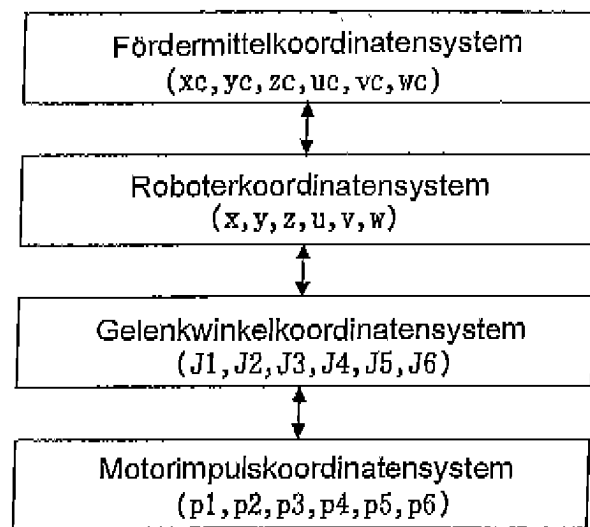 Fördermittelkoordinatensystem
(xc,yc,zc,uc,vc,wc)
Roboterkoordinatensystem
(x,y,z,u,v,w)
Gelenkwinkelkoordinatensystem
(J1,J2,J3,J4,J5,J6)
Motorimpulskoordinatensystem
(p1,p2,p3,p4,p5,p6)